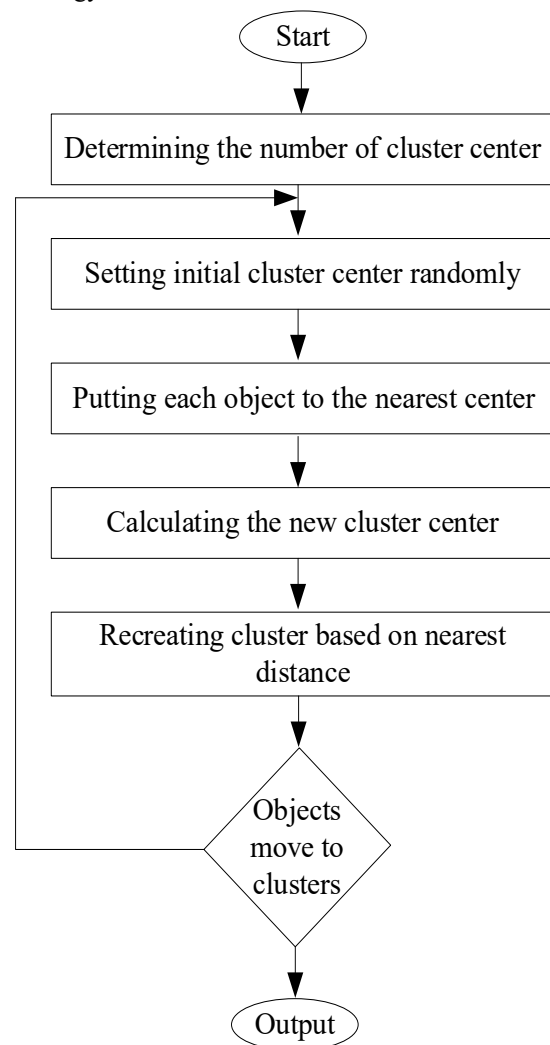 Start
Determining the number of cluster center
Setting initial cluster center randomly
Putting each object to the nearest center
Calculating the new cluster center
Recreating cluster based on nearest
distance
Objects
move to
clusters
Output